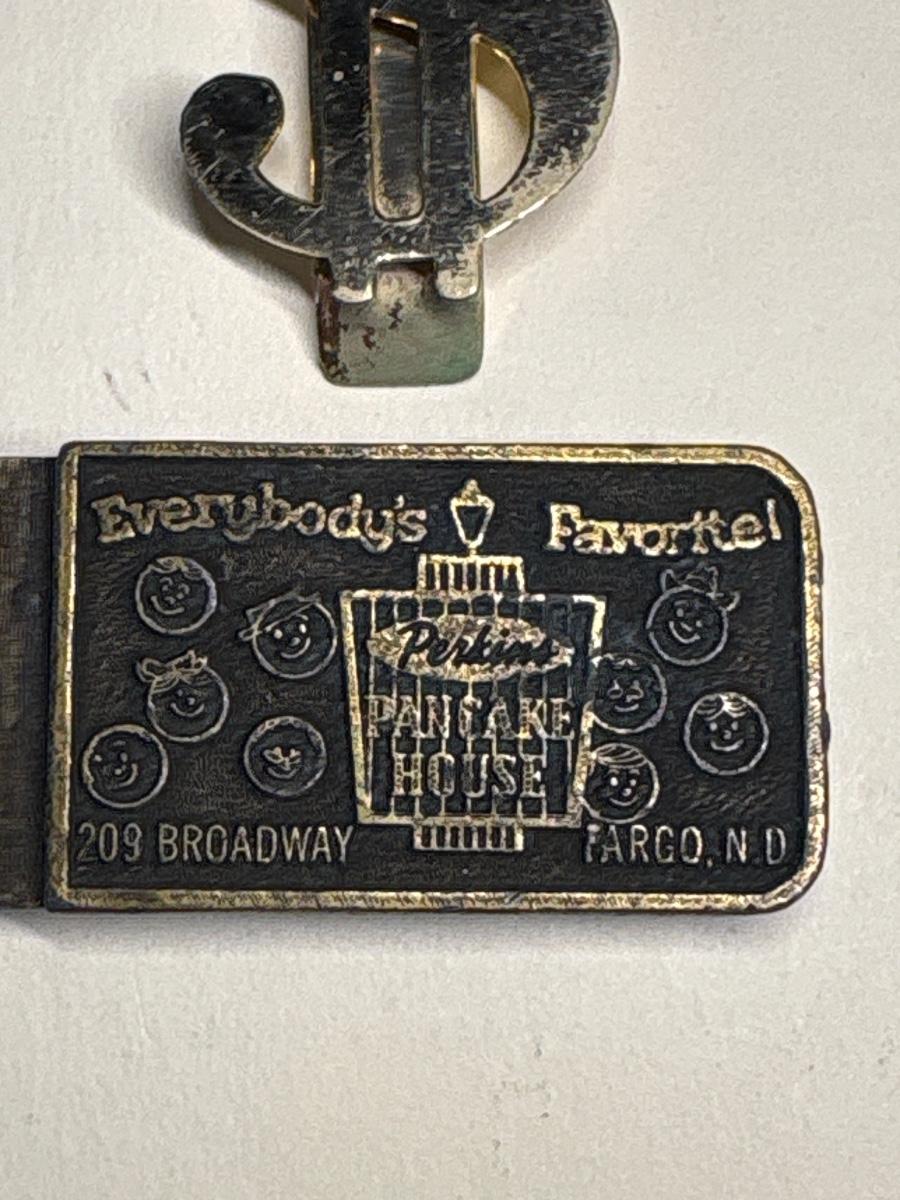 Everybody's Favorite!
Perkins
PANCAKE
HOUSE
209 BROADWAY FARGO, N.D